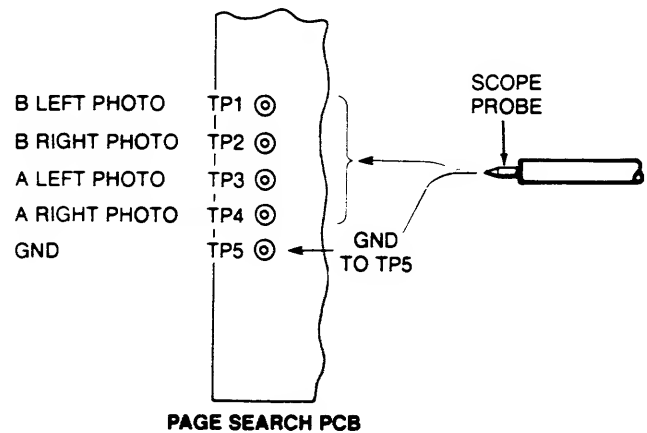 B LEFT PHOTO TP1
B RIGHT PHOTO TP2
A LEFT PHOTO TP3
A RIGHT PHOTO TP4
GND TP5
GND
TO TP5
SCOPE
PROBE
PAGE SEARCH PCB